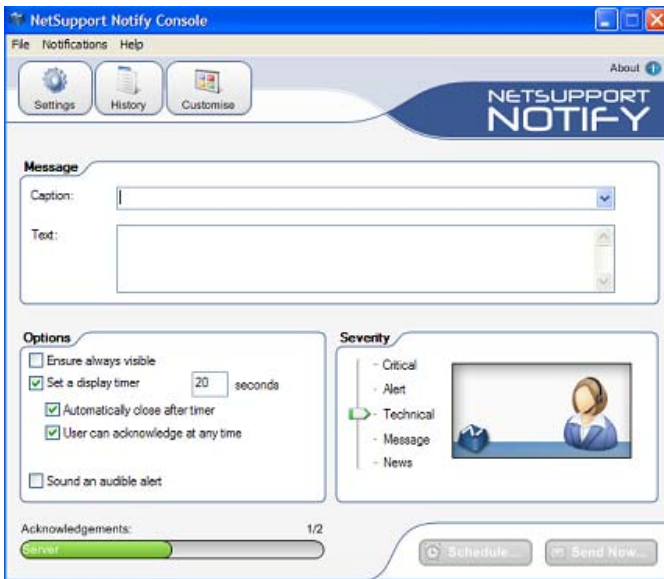 NetSupport Notify Console
File Notifications Help
Settings
History
Customise
About
NETSUPPORT
NOTIFY
Message
Caption:
Text:
Options
Ensure always visible
Set a display timer 20 seconds
Automatically close after timer
User can acknowledge at any time
Sound an audible alert
Severity
Critical
Alert
Technical
Message
News
Acknowledgements: 1/2
Server
Schedule...
Send Now...